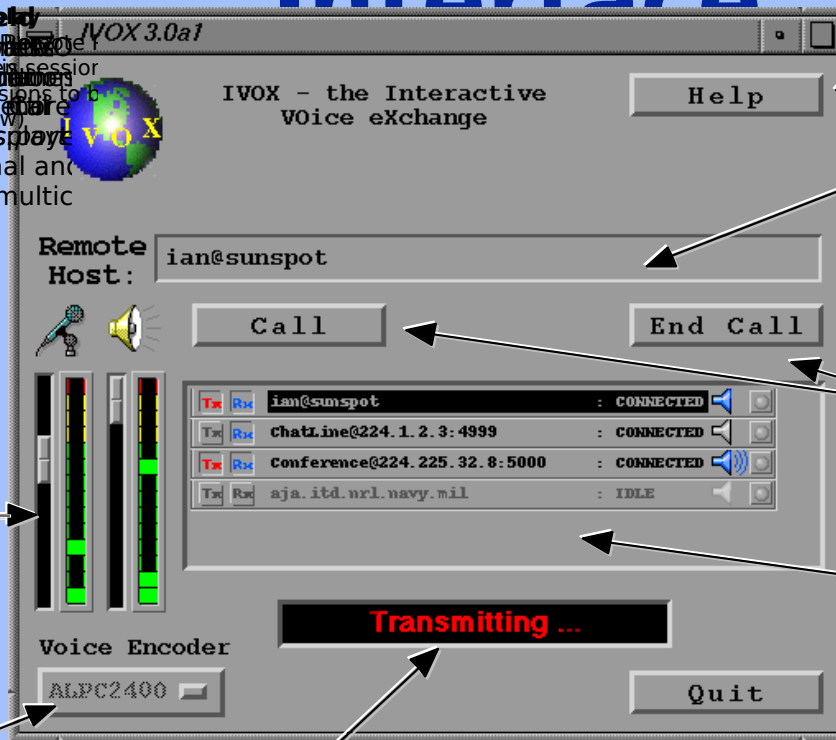 Interface
IVOX 3.0a1
IVOX - the Interactive
VOice eXchange
Help
IVOX
Remote
Host:
ian@sunspot
Call
End Call
Tx Rx ian@sunspot : CONNECTED
Tx Rx ChatLine@224.1.2.3:4999 : CONNECTED
Tx Rx Conference@224.225.32.8:5000 : CONNECTED
Tx Rx aja.itd.nrl.navy.mil : IDLE
Transmitting ...
Voice Encoder
ALPC2400
Quit